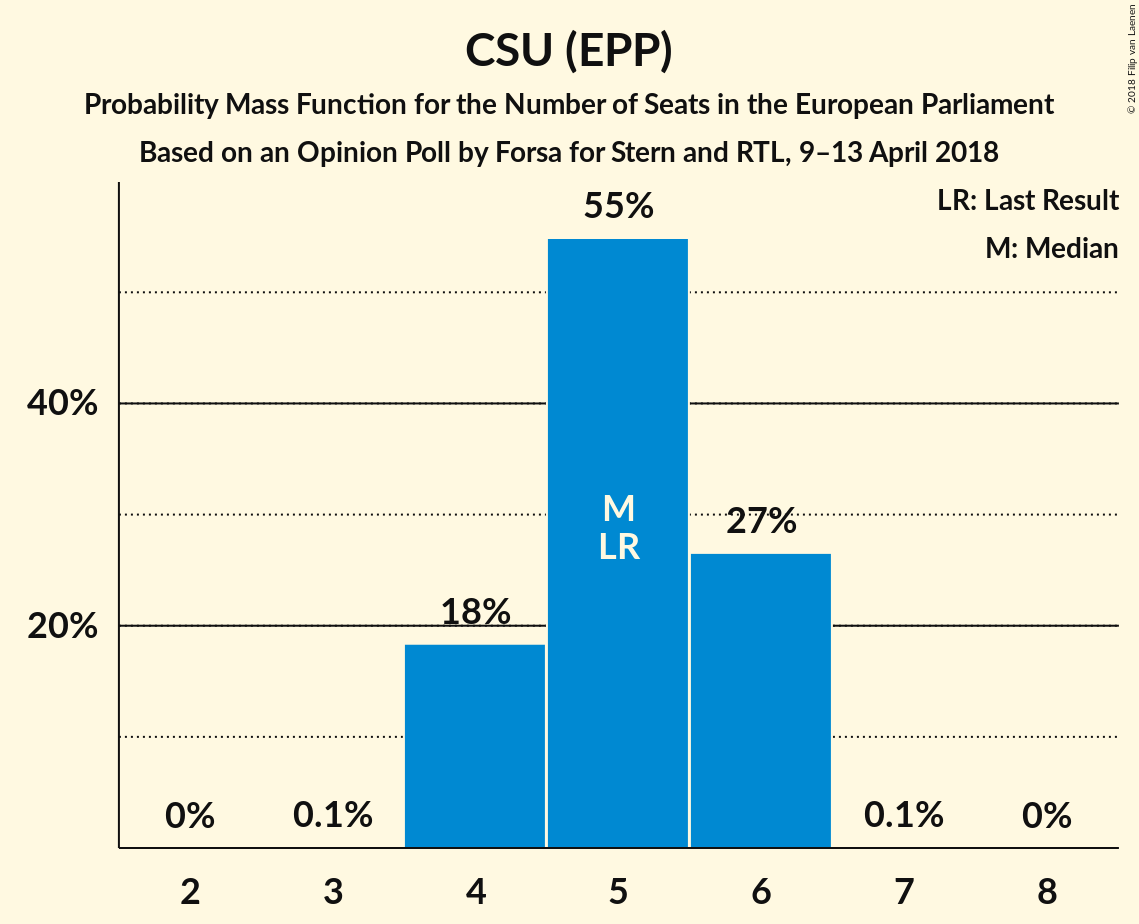 CSU (EPP)
Probability Mass Function for the Number of Seats in the European Parliament
Based on an Opinion Poll by Forsa for Stern and RTL, 9–13 April 2018
© 2018 Filip van Laenen
LR: Last Result
M: Median
55%
40%
M
LR
27%
20%
18%
0%
0.1%
0.1%
0%
2
3
4
5
6
7
8